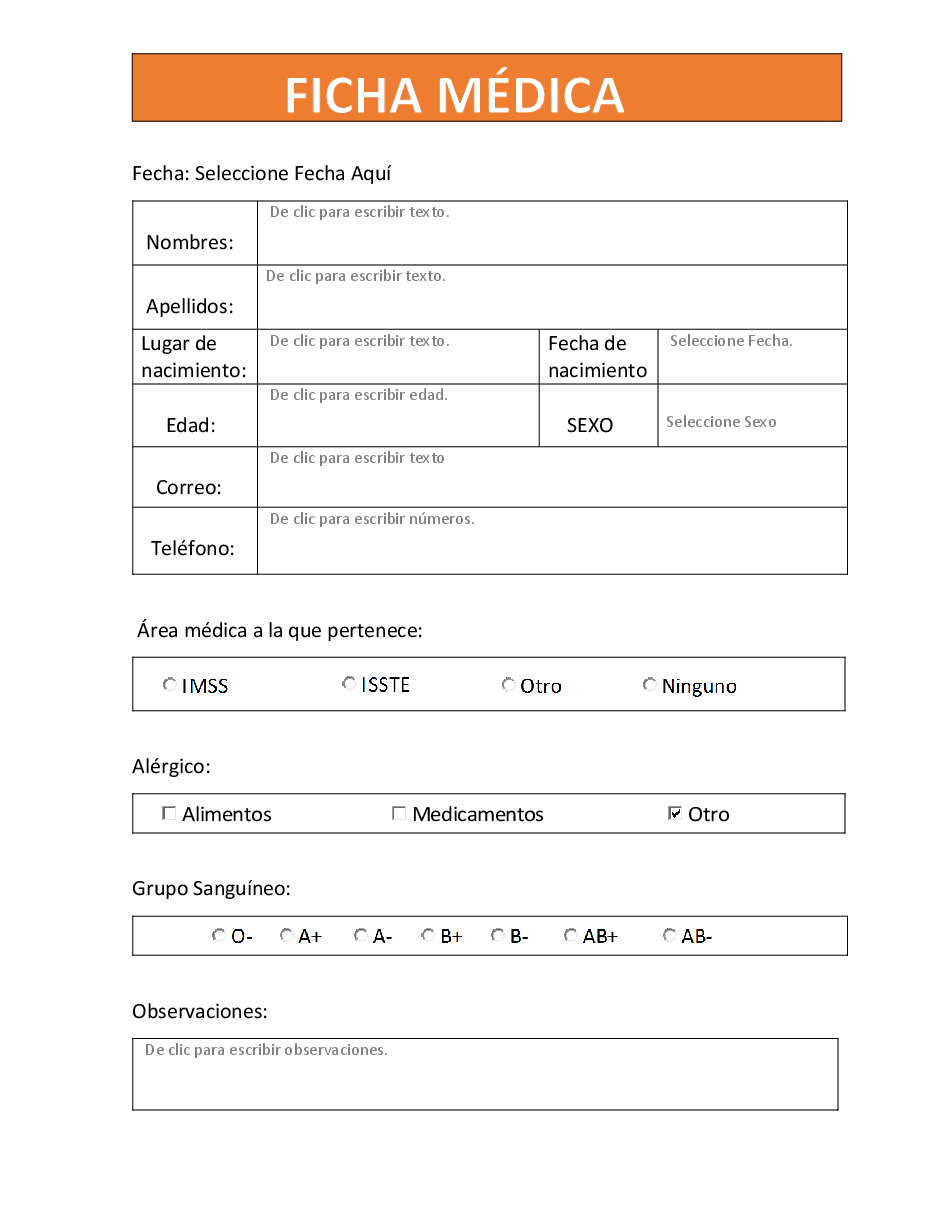 FICHA MÉDICA
Fecha: Seleccione Fecha Aquí
De clic para escribir texto.
Nombres:
De clic para escribir texto.
Apellidos:
Lugar de nacimiento:
De clic para escribir texto.
Fecha de nacimiento
Seleccione Fecha.
De clic para escribir edad.
Edad:
SEXO
Seleccione Sexo
De clic para escribir texto
Correo:
De clic para escribir números.
Teléfono:
Área médica a la que pertenece:
IMSS ISSTE Otro Ninguno
Alérgico:
Alimentos Medicamentos Otro
Grupo Sanguíneo:
O- A+ A- B+ B- AB+ AB-
Observaciones:
De clic para escribir observaciones.